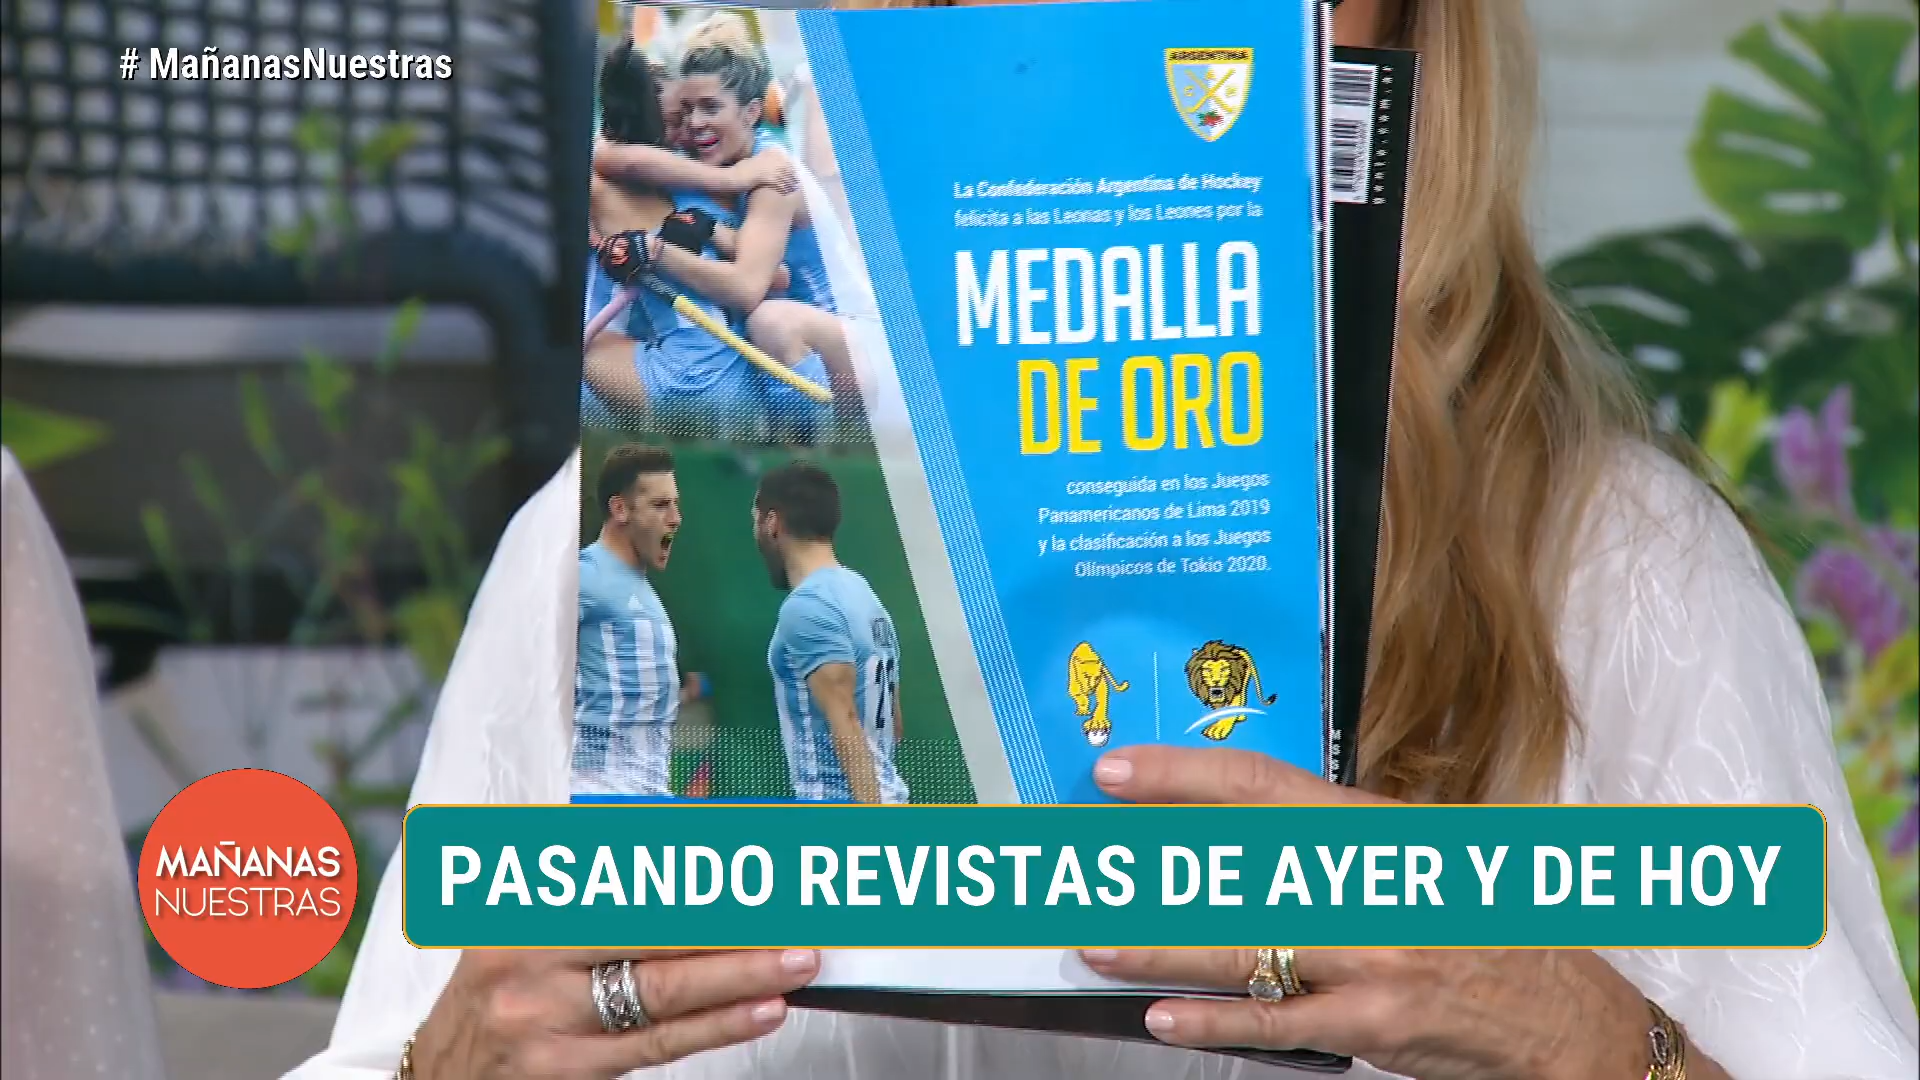 # MañanasNuestras
ARGENTINA
La Confederación Argentina de Hockey
felicita a las Leonas y los Leones por la
MEDALLA
DE ORO
conseguida en los Juegos
Panamericanos de Lima 2019
y la clasificación a los Juegos
Olímpicos de Tokio 2020.
MAÑANAS
NUESTRAS
PASANDO REVISTAS DE AYER Y DE HOY